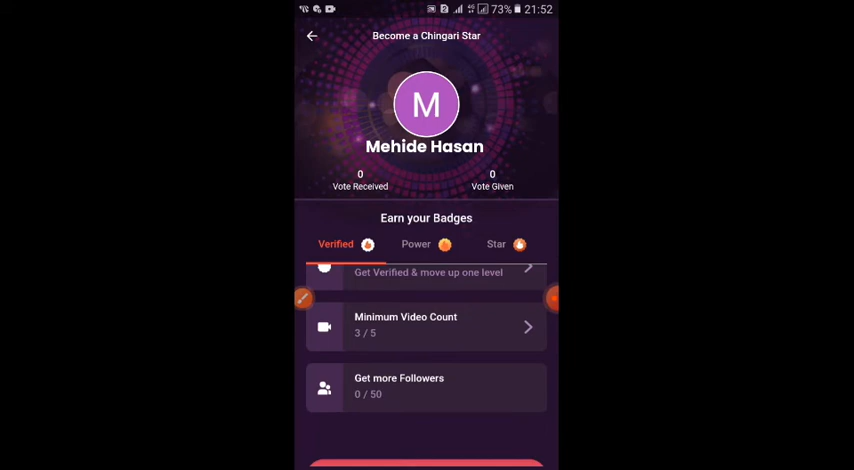 73% 21:52
Become a Chingari Star
M
Mehide Hasan
0 0
Vote Received Vote Given
Earn your Badges
Verified Power Star
Get Verified & move up one level
Minimum Video Count
3 / 5
Get more Followers
0 / 50